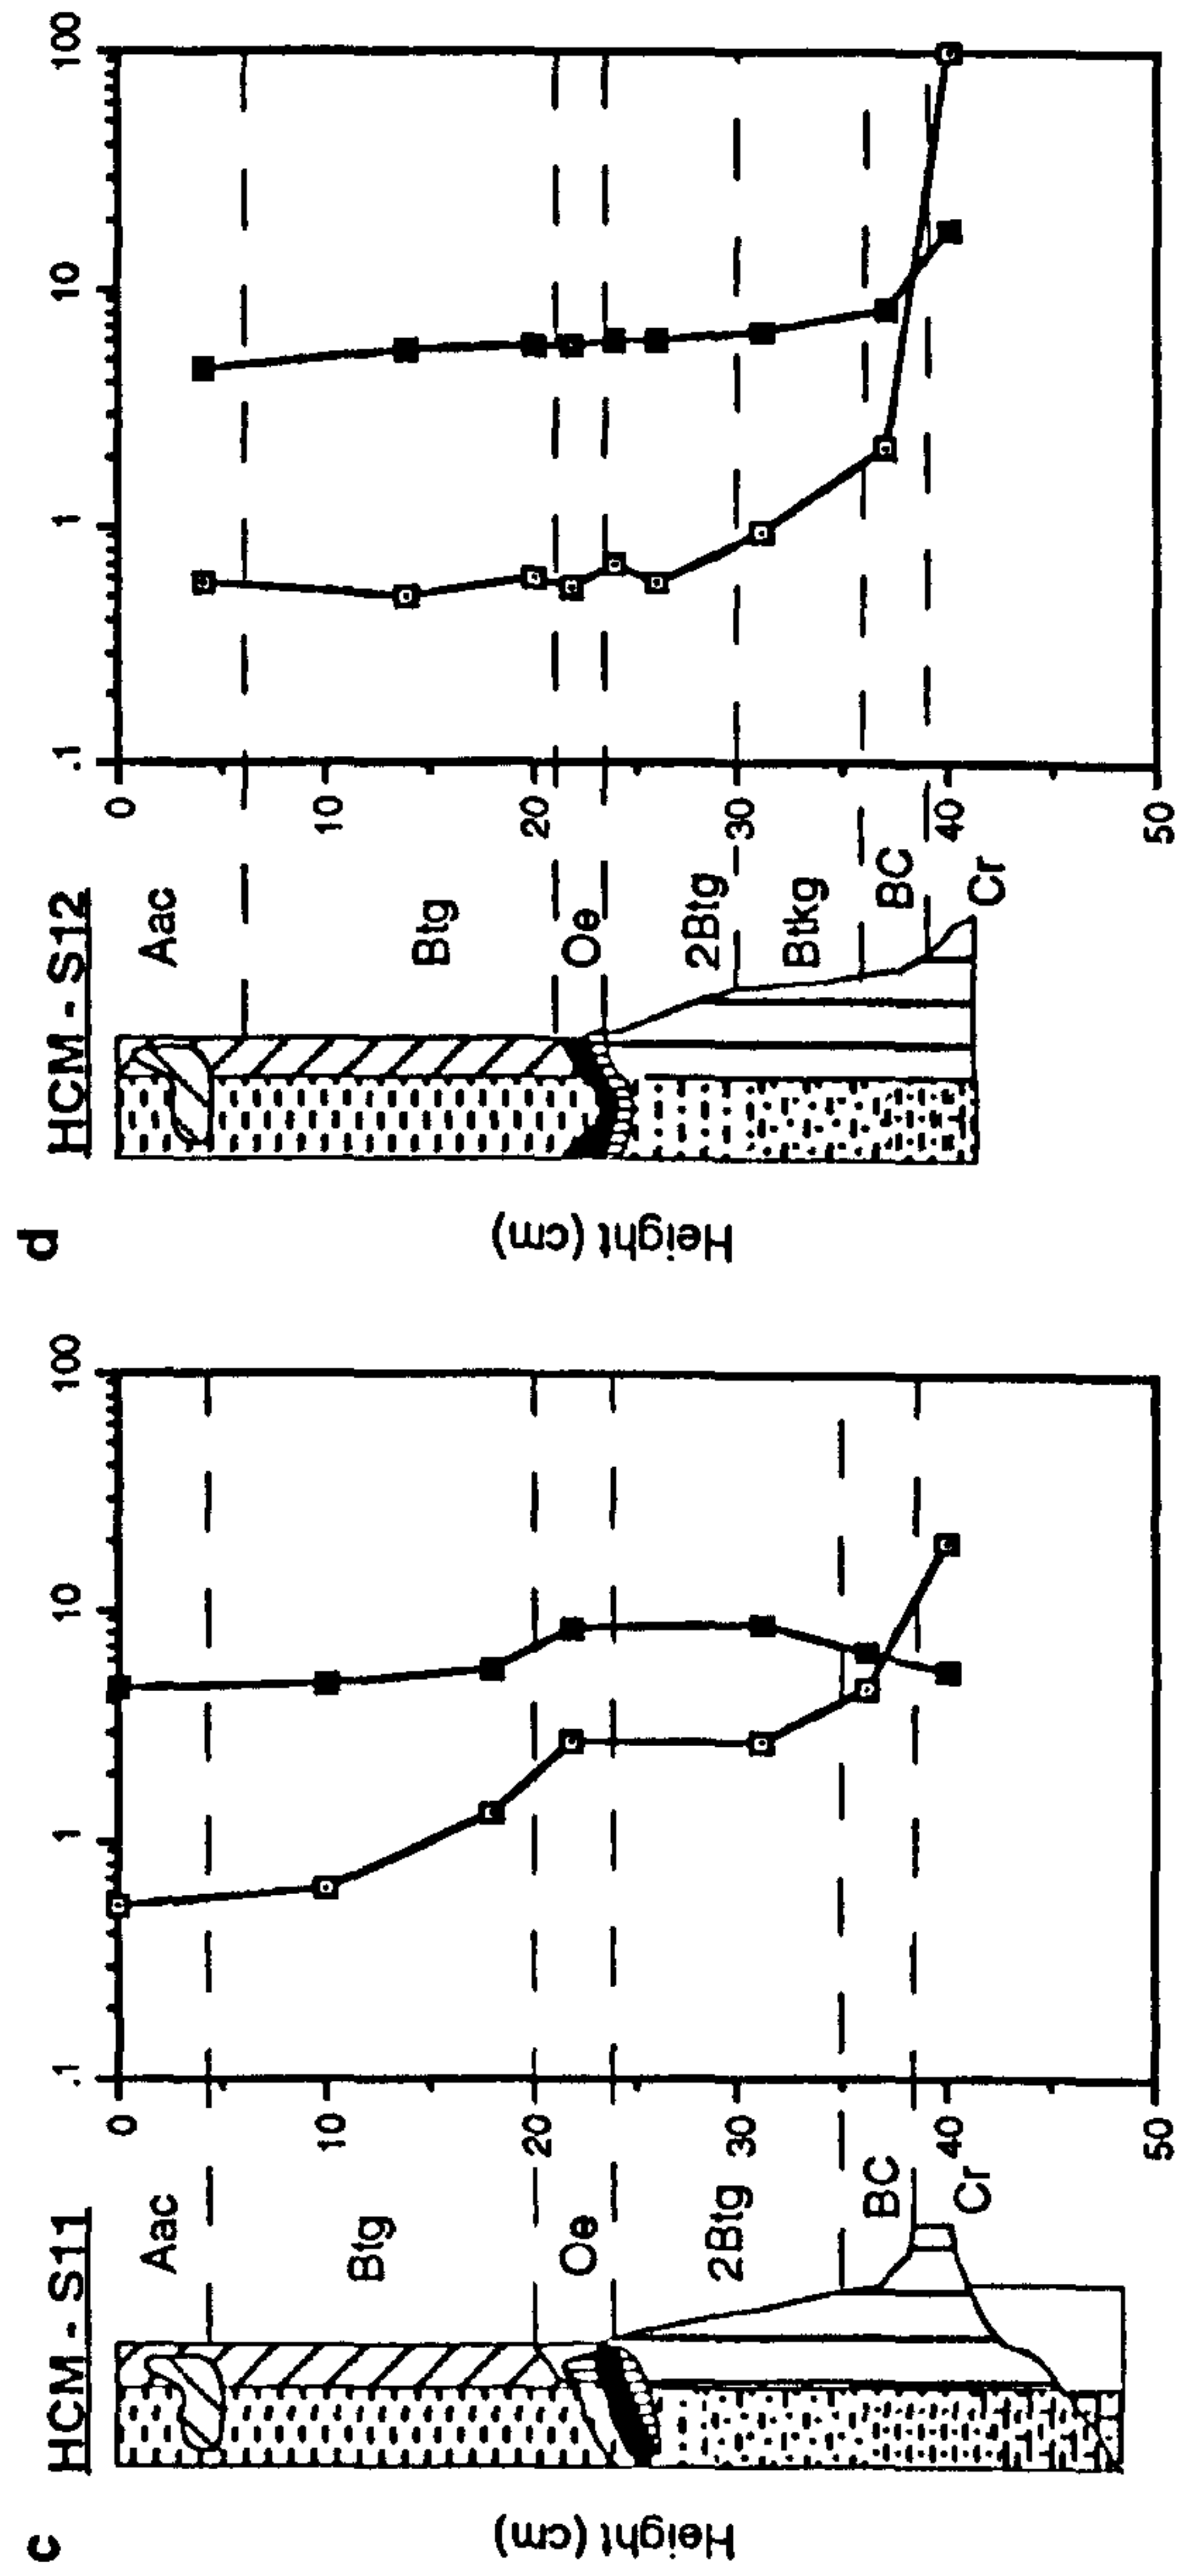 c
HCM - S11
Height (cm)
Aac
Btg
Oe
2Btg
BC
Cr
0
10
20
30
40
50
.1
1
10
100
d
HCM - S12
Height (cm)
Aac
Btg
Oe
2Btg
Btkg
BC
Cr
0
10
20
30
40
50
.1
1
10
100